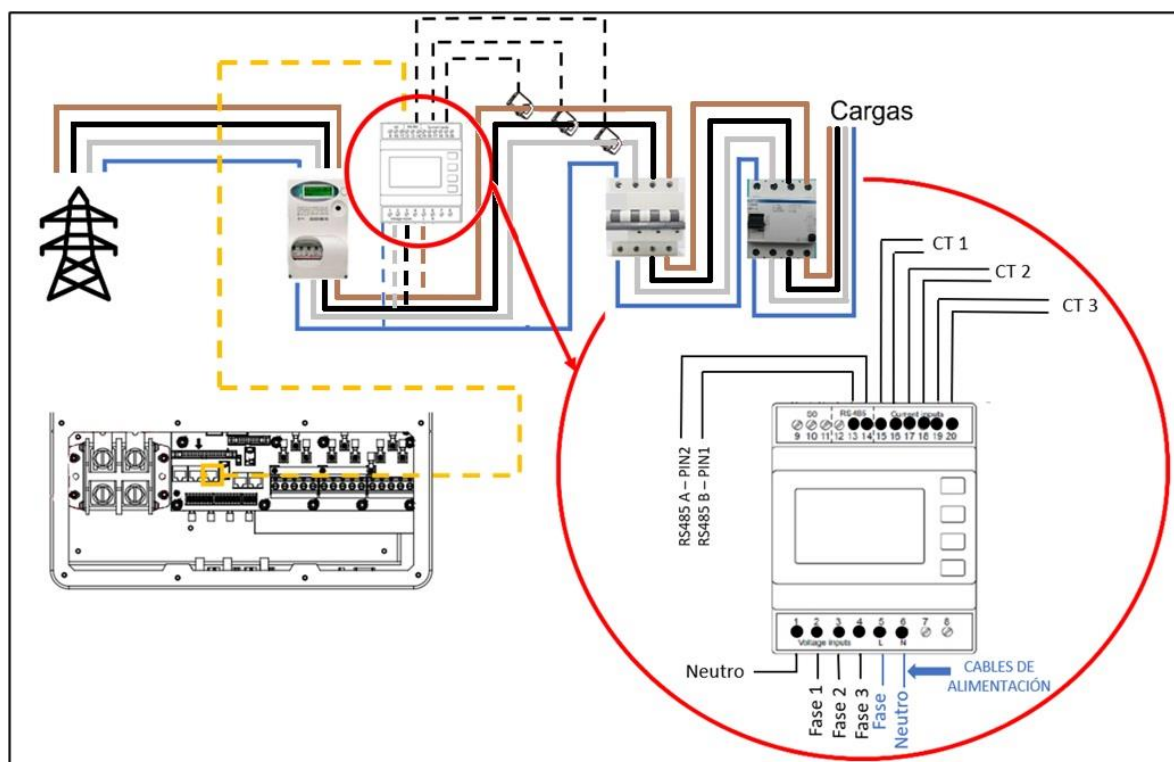 Cargas
CT 1
CT 2
CT 3
RS485 A – PIN2
RS485 B – PIN1
DO RS485 Current inputs
9 10 11 12 13 14 15 16 17 18 19 20
1 2 3 4 5 6 7 8
Voltage inputs L N
Neutro
Fase 1
Fase 2
Fase 3
Fase
Neutro
CABLES DE
ALIMENTACIÓN